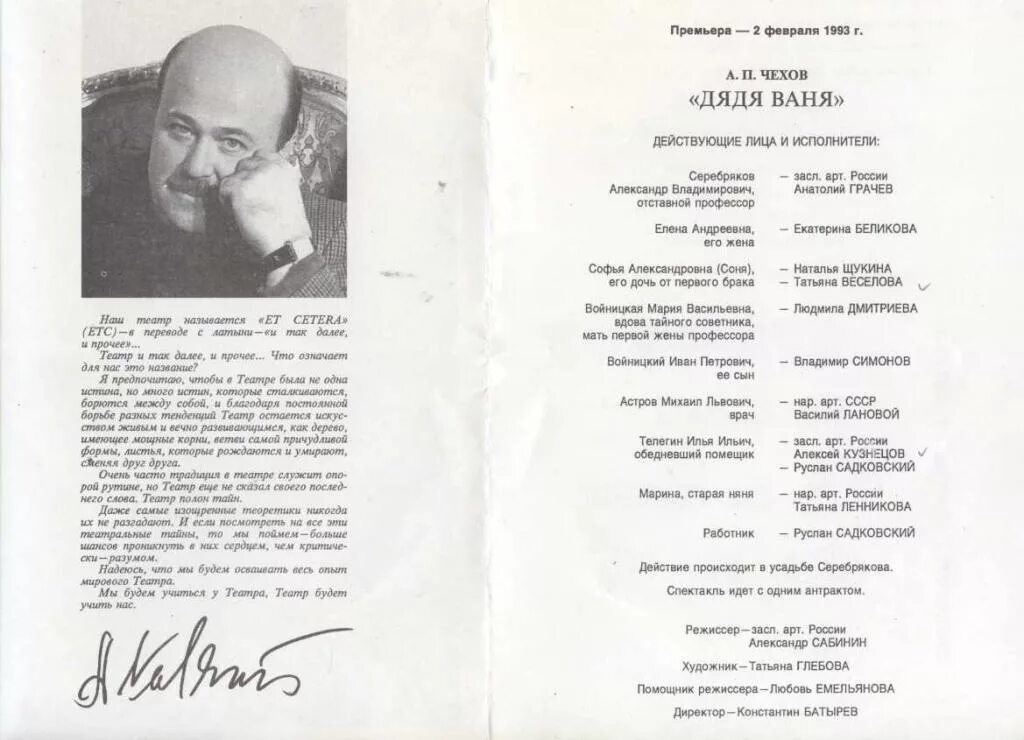 Наш театр называется «ET CETERA»
(ETC)—в переводе с латыни—«и так далее,
и прочее»...
Театр и так далее, и прочее... Что означает
для нас это название?
Я предпочитаю, чтобы в Театре была не одна
истина, но много истин, которые сталкиваются,
борются между собой, и благодаря постоянной
борьбе разных тенденций Театр остается искус-
ством живым и вечно развивающимся, как дерево,
имеющее мощные корни, ветви самой причудливой
формы, листья, которые рождаются и умирают,
сменяя друг друга.
Очень часто традиция в театре служит опо-
рой рутине, но Театр еще не сказал своего послед-
него слова. Театр полон тайн.
Даже самые изощренные теоретики никогда
их не разгадают. И если посмотреть на все эти
театральные тайны, то мы поймем—больше
шансов проникнуть в них сердцем, чем критиче-
ски—разумом.
Надеюсь, что мы будем осваивать весь опыт
мирового Театра.
Мы будем учиться у Театра, Театр будет
учить нас.
Премьера — 2 февраля 1993 г.
А. П. ЧЕХОВ
«ДЯДЯ ВАНЯ»
ДЕЙСТВУЮЩИЕ ЛИЦА И ИСПОЛНИТЕЛИ:
Серебряков – засл. арт. России
Александр Владимирович, Анатолий ГРАЧЕВ
отставной профессор
Елена Андреевна, – Екатерина БЕЛИКОВА
его жена
Софья Александровна (Соня), – Наталья ЩУКИНА
его дочь от первого брака – Татьяна ВЕСЕЛОВА
Войницкая Мария Васильевна, – Людмила ДМИТРИЕВА
вдова тайного советника,
мать первой жены профессора
Войницкий Иван Петрович, – Владимир СИМОНОВ
ее сын
Астров Михаил Львович, – нар. арт. СССР
врач Василий ЛАНОВОЙ
Телегин Илья Ильич, – засл. арт. России
обедневший помещик Алексей КУЗНЕЦОВ
– Руслан САДКОВСКИЙ
Марина, старая няня – нар. арт. России
Татьяна ЛЕННИКОВА
Работник – Руслан САДКОВСКИЙ
Действие происходит в усадьбе Серебрякова.
Спектакль идет с одним антрактом.
Режиссер—засл. арт. России
Александр САБИНИН
Художник—Татьяна ГЛЕБОВА
Помощник режиссера—Любовь ЕМЕЛЬЯНОВА
Директор—Константин БАТЫРЕВ